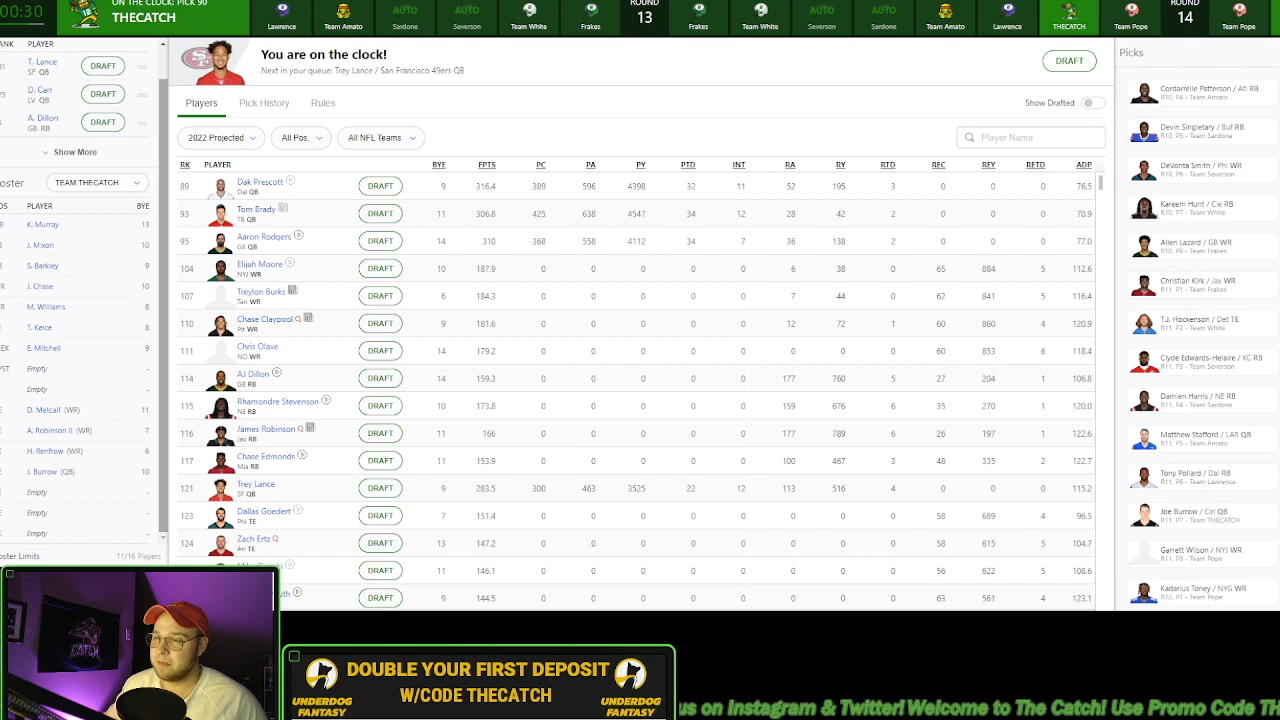 00:30
ON THE CLOCK: PICK 90
THECATCH
Lawrence
Team Amato
AUTO
Sardone
AUTO
Severson
Team White
Frakes
ROUND
13
Frakes
Team White
AUTO
Severson
AUTO
Sardone
Team Amato
Lawrence
THECATCH
Team Pope
ROUND
14
Team Pope
PLAYER
T. Lance
SF QB
DRAFT
D. Carr
LV QB
DRAFT
A. Dillon
GB RB
DRAFT
Show More
TEAM THECATCH
PLAYER BYE
K. Murray 13
J. Mixon 10
S. Barkley 9
J. Chase 10
M. Williams 8
T. Kelce 8
E. Mitchell 9
Empty -
Empty -
D. Metcalf (WR) 11
A. Robinson II (WR) 7
H. Renfrow (WR) 6
J. Burrow (QB) 10
Empty -
Empty -
Empty -
oster Limits 11/16 Players
You are on the clock!
Next in your queue: Trey Lance / San Francisco 49ers QB
DRAFT
Players Pick History Rules
Show Drafted
2022 Projected All Pos. All NFL Teams
Player Name
RK PLAYER BYE FPTS PC PA PY PTD INT RA RY RTD REC REY RETD ADP
89 Dak Prescott Dal QB DRAFT 9 316.4 389 596 4398 32 11 52 195 3 0 0 0 76.5
93 Tom Brady TB QB DRAFT 11 306.8 425 638 4547 34 12 28 42 2 0 0 0 70.9
95 Aaron Rodgers GB QB DRAFT 14 310 368 558 4112 34 7 36 138 2 0 0 0 77.0
104 Elijah Moore NYJ WR DRAFT 10 187.9 0 0 0 0 0 6 38 0 65 884 5 112.6
107 Treylon Burks Ten WR DRAFT 6 184.3 0 0 0 0 0 7 44 0 62 841 5 116.4
110 Chase Claypool Q Pit WR DRAFT 9 181.6 0 0 0 0 0 12 72 1 60 860 4 120.9
111 Chris Olave NO WR DRAFT 14 179.2 0 0 0 0 0 0 0 0 60 853 6 118.4
114 AJ Dillon GB RB DRAFT 14 159.3 0 0 0 0 0 177 760 5 27 204 1 106.8
115 Rhamondre Stevenson NE RB DRAFT 10 173.8 0 0 0 0 0 159 676 6 35 270 1 120.0
116 James Robinson Q Jax RB DRAFT 11 166 0 0 0 0 0 177 789 6 26 197 1 122.6
117 Chase Edmonds Mia RB DRAFT 11 153.9 0 0 0 0 0 100 467 3 48 335 2 122.7
121 Trey Lance SF QB DRAFT 9 283.5 300 463 3525 22 12 113 516 4 0 0 0 115.2
123 Dallas Goedert Phi TE DRAFT 7 151.4 0 0 0 0 0 0 0 0 58 689 4 96.5
124 Zach Ertz Q Ari TE DRAFT 13 147.2 0 0 0 0 0 0 0 0 58 615 5 104.7
DRAFT 11 146.1 0 0 0 0 0 0 0 0 56 622 5 108.6
DRAFT 144.5 0 0 0 0 0 0 0 0 63 561 4 123.1
Picks
Cordarrelle Patterson / Atl RB
R10, P4 - Team Amato
Devin Singletary / Buf RB
R10, P5 - Team Sardone
DeVonta Smith / Phi WR
R10, P6 - Team Severson
Kareem Hunt / Cle RB
R10, P7 - Team White
Allen Lazard / GB WR
R10, P8 - Team Frakes
Christian Kirk / Jax WR
R11, P1 - Team Frakes
T.J. Hockenson / Det TE
R11, P2 - Team White
Clyde Edwards-Helaire / KC RB
R11, P3 - Team Severson
Damien Harris / NE RB
R11, P4 - Team Sardone
Matthew Stafford / LAR QB
R11, P5 - Team Amato
Tony Pollard / Dal RB
R11, P6 - Team Lawrence
Joe Burrow / Cin QB
R11, P7 - Team THECATCH
Garrett Wilson / NYJ WR
R11, P8 - Team Pope
Kadarius Toney / NYG WR
R12, P1 - Team Pope
CATCH
DOUBLE YOUR FIRST DEPOSIT
W/CODE THECATCH
UNDERDOG
FANTASY
UNDERDOG
FANTASY
us on Instagram & Twitter! Welcome to The Catch! Use Promo Code Th